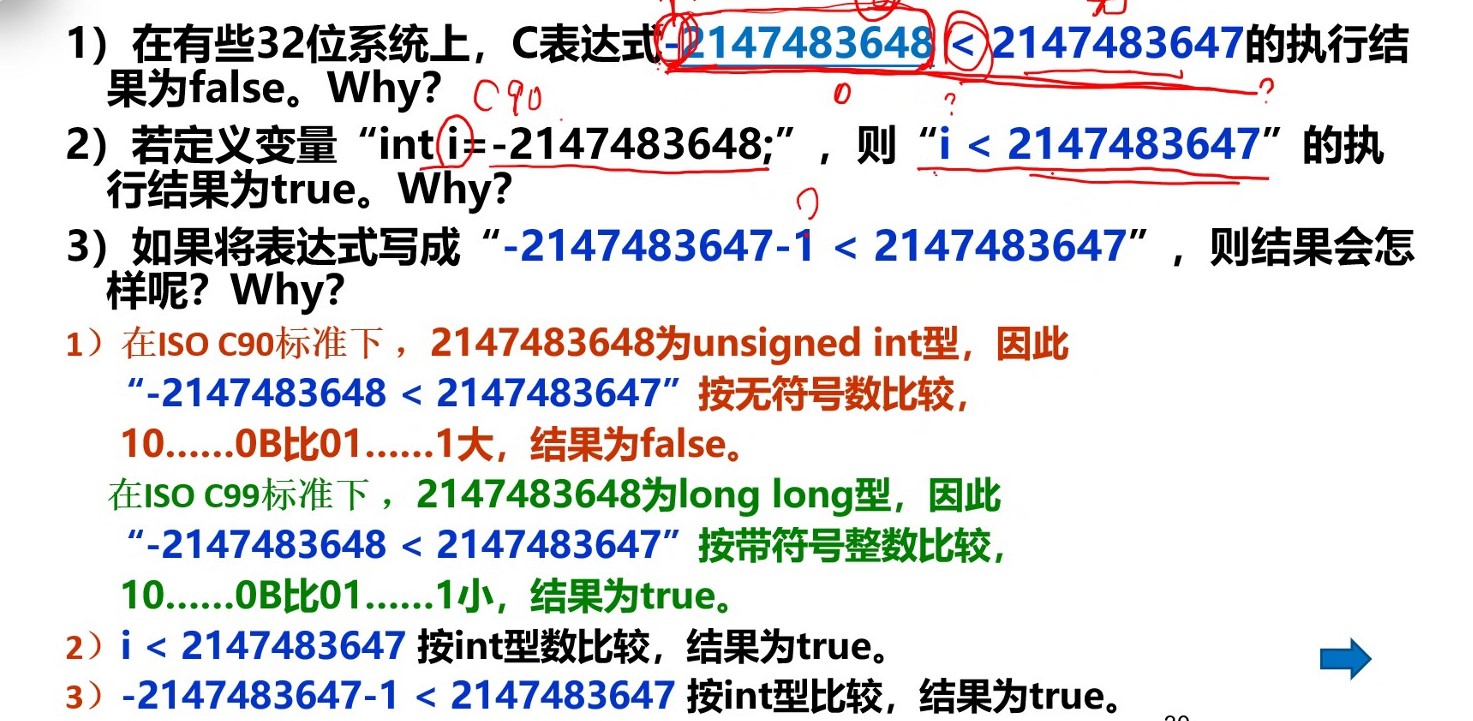 1）在有些32位系统上，C表达式-2147483648 < 2147483647的执行结
果为false。Why？ C90 0 ? ?
2）若定义变量“int i=-2147483648;”，则“i < 2147483647”的执
行结果为true。Why？
3）如果将表达式写成“-2147483647-1 < 2147483647”，则结果会怎
样呢？Why？
1）在ISO C90标准下，2147483648为unsigned int型，因此
“-2147483648 < 2147483647”按无符号数比较，
10......0B比01......1大，结果为false。
在ISO C99标准下，2147483648为long long型，因此
“-2147483648 < 2147483647”按带符号整数比较，
10......0B比01......1小，结果为true。
2）i < 2147483647 按int型数比较，结果为true。
3）-2147483647-1 < 2147483647 按int型比较，结果为true。